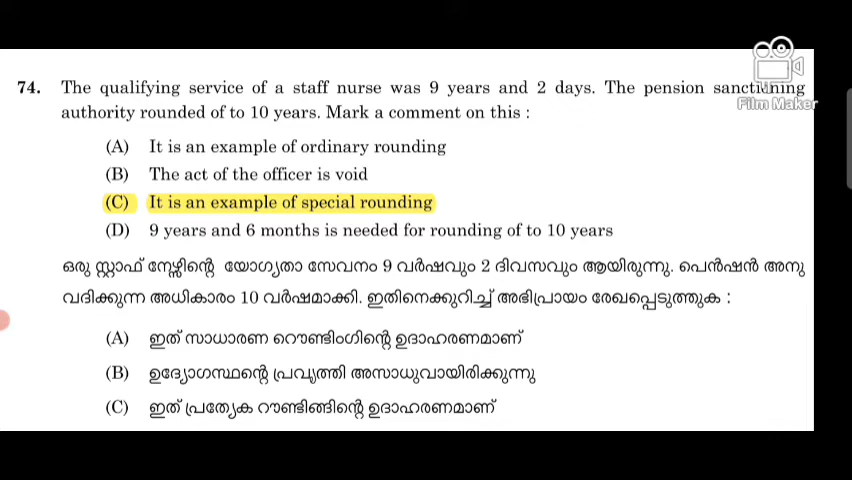 74. The qualifying service of a staff nurse was 9 years and 2 days. The pension sanctioning
authority rounded of to 10 years. Mark a comment on this :
(A) It is an example of ordinary rounding
(B) The act of the officer is void
(C) It is an example of special rounding
(D) 9 years and 6 months is needed for rounding of to 10 years
ഒരു സ്റ്റാഫ് നേഴ്സിന്റെ യോഗ്യതാ സേവനം 9 വർഷവും 2 ദിവസവും ആയിരുന്നു. പെൻഷൻ അനു
വദിക്കുന്ന അധികാരം 10 വർഷമാക്കി. ഇതിനെക്കുറിച്ച് അഭിപ്രായം രേഖപ്പെടുത്തുക :
(A) ഇത് സാധാരണ റൌണ്ടിംഗിന്റെ ഉദാഹരണമാണ്
(B) ഉദ്യോഗസ്ഥന്റെ പ്രവൃത്തി അസാധുവായിരിക്കുന്നു
(C) ഇത് പ്രത്യേക റൗണ്ടിങ്ങിന്റെ ഉദാഹരണമാണ്
Film Maker